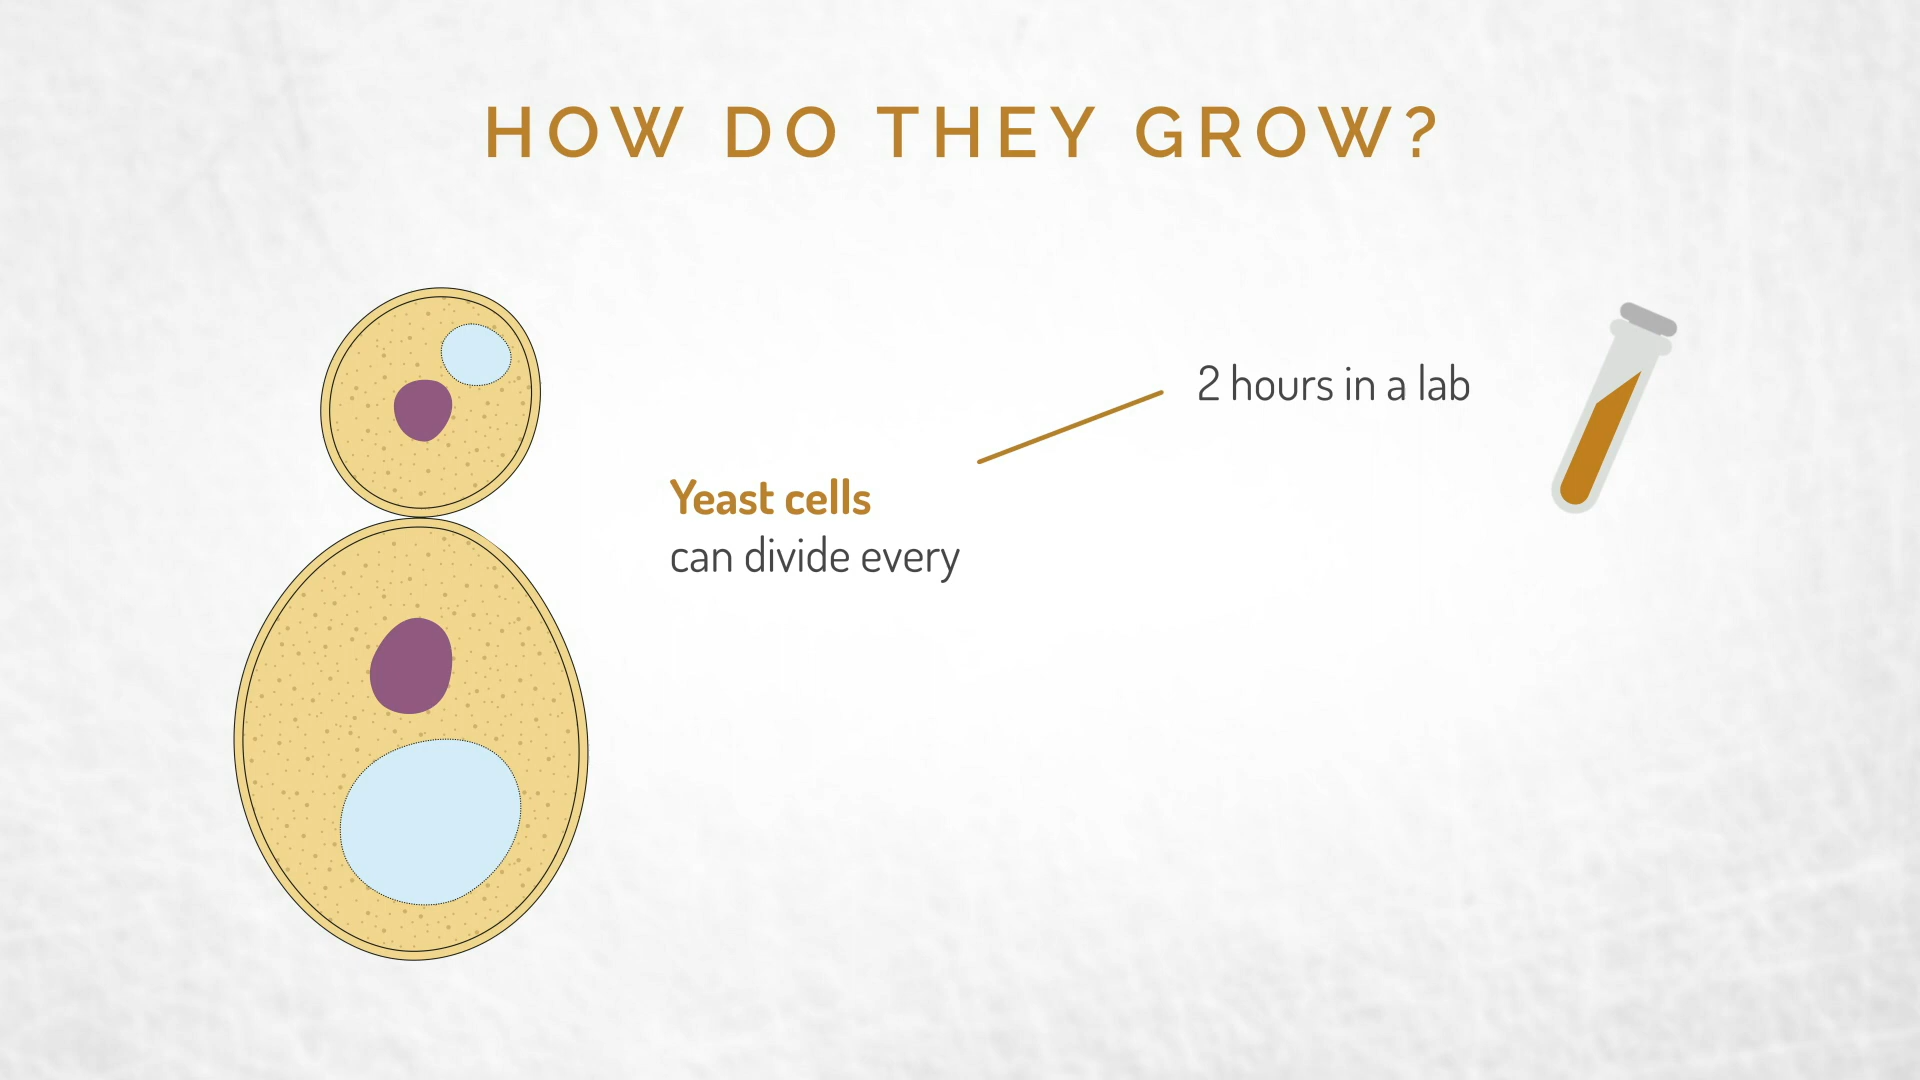 HOW DO THEY GROW?
2 hours in a lab
Yeast cells
can divide every